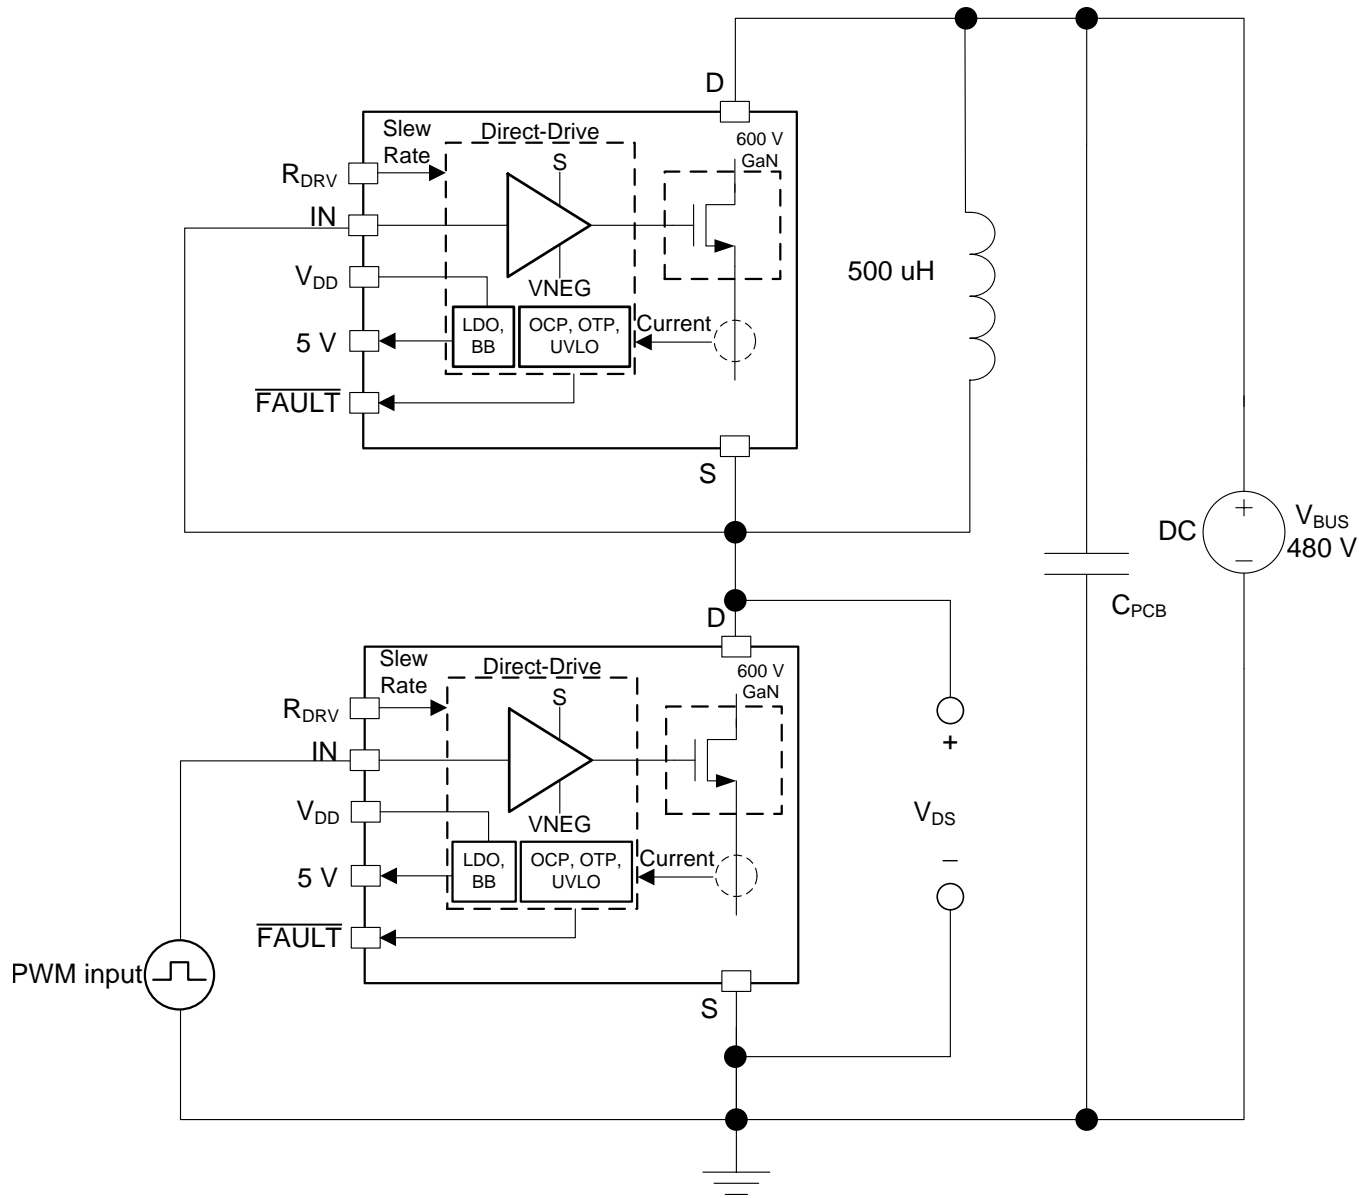 D
Slew
Rate
Direct-Drive
600 V
GaN
S
RDRV
IN
VDD
VNEG
5 V
LDO,
BB
OCP, OTP,
UVLO
Current
FAULT
S
500 uH
DC
+
–
VBUS
480 V
CPCB
D
Slew
Rate
Direct-Drive
600 V
GaN
S
RDRV
IN
VDD
VNEG
5 V
LDO,
BB
OCP, OTP,
UVLO
Current
FAULT
S
+
VDS
–
PWM input